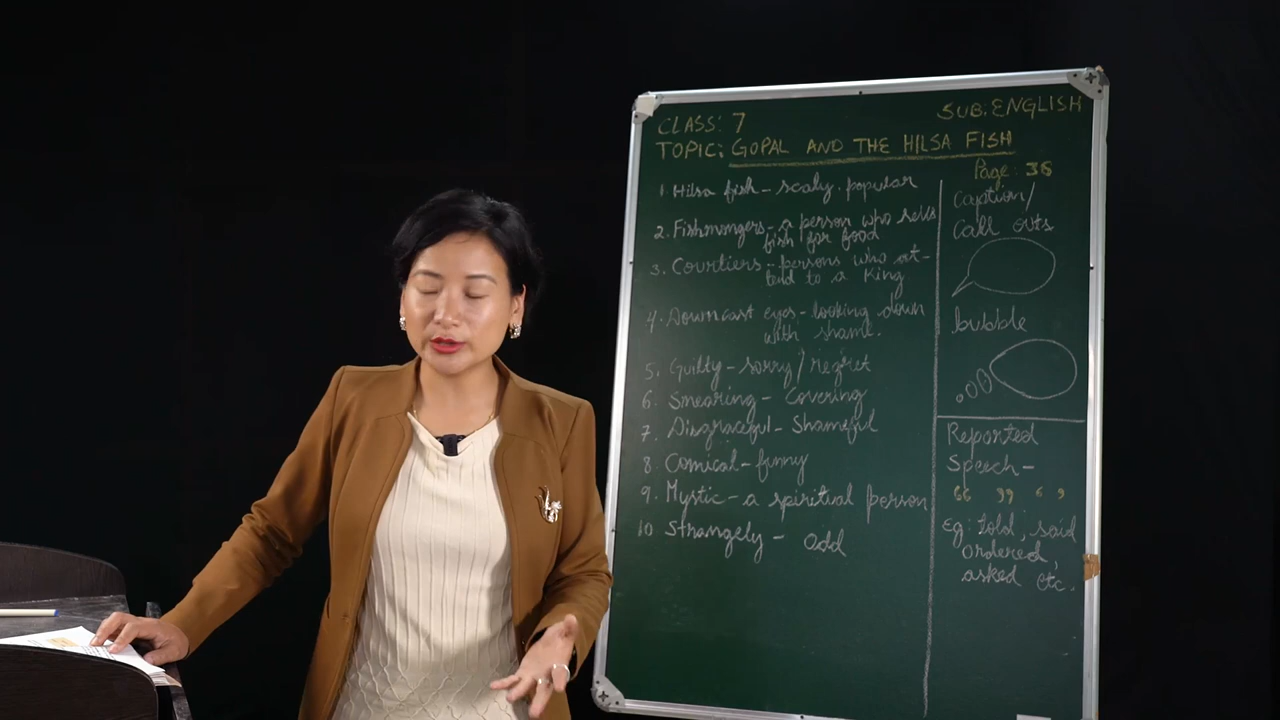 SUB: ENGLISH
CLASS: 7
TOPIC: GOPAL AND THE HILSA FISH
Page: 36
1. Hilsa fish - scaly. popular
2. Fishmongers - a person who sells
fish for food
3. Courtiers - persons who at-
tend to a King
4. Downcast eyes - looking down
with shame.
5. Guilty - sorry / regret
6. Smearing - Covering
7. Disgraceful - Shameful
8. Comical - funny
9. Mystic - a spiritual person
10 Strangely - odd
Caption/
Call outs
bubble
Reported
Speech -
" " ' '
Eg: Told, said
ordered,
asked etc.